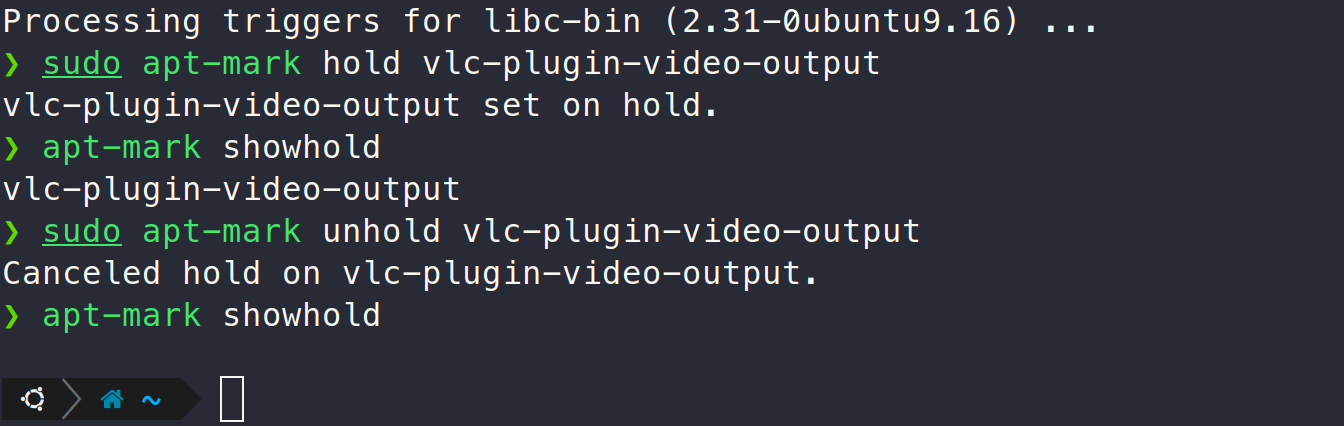 Processing triggers for libc-bin (2.31-0ubuntu9.16) ...
❯ sudo apt-mark hold vlc-plugin-video-output
vlc-plugin-video-output set on hold.
❯ apt-mark showhold
vlc-plugin-video-output
❯ sudo apt-mark unhold vlc-plugin-video-output
Canceled hold on vlc-plugin-video-output.
❯ apt-mark showhold
~